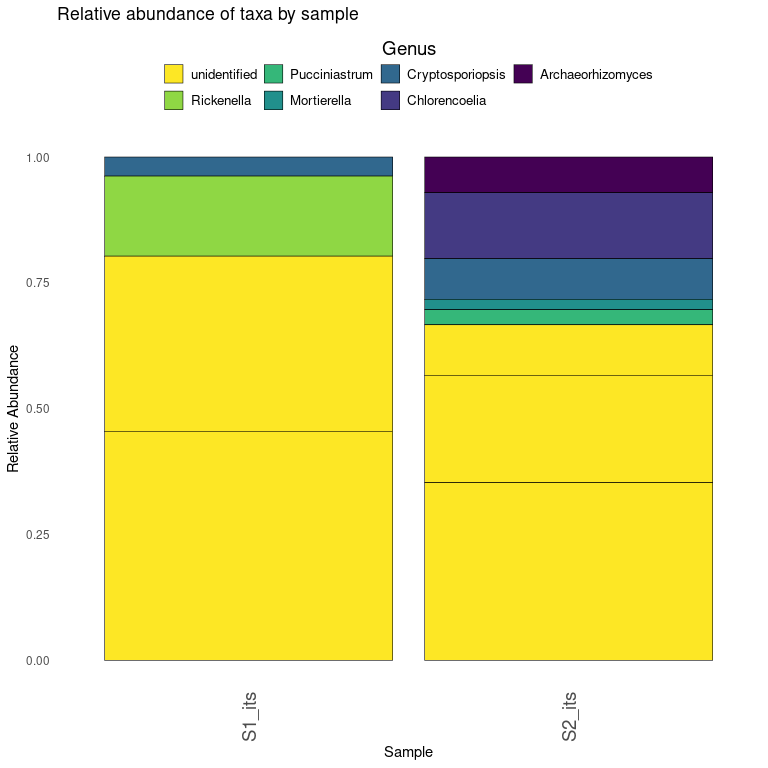 Relative abundance of taxa by sample
Genus
unidentified Pucciniastrum Cryptosporiopsis Archaeorhizomyces
Rickenella Mortierella Chlorencoelia
1.00
0.75
0.50
0.25
0.00
Relative Abundance
S1_its S2_its
Sample